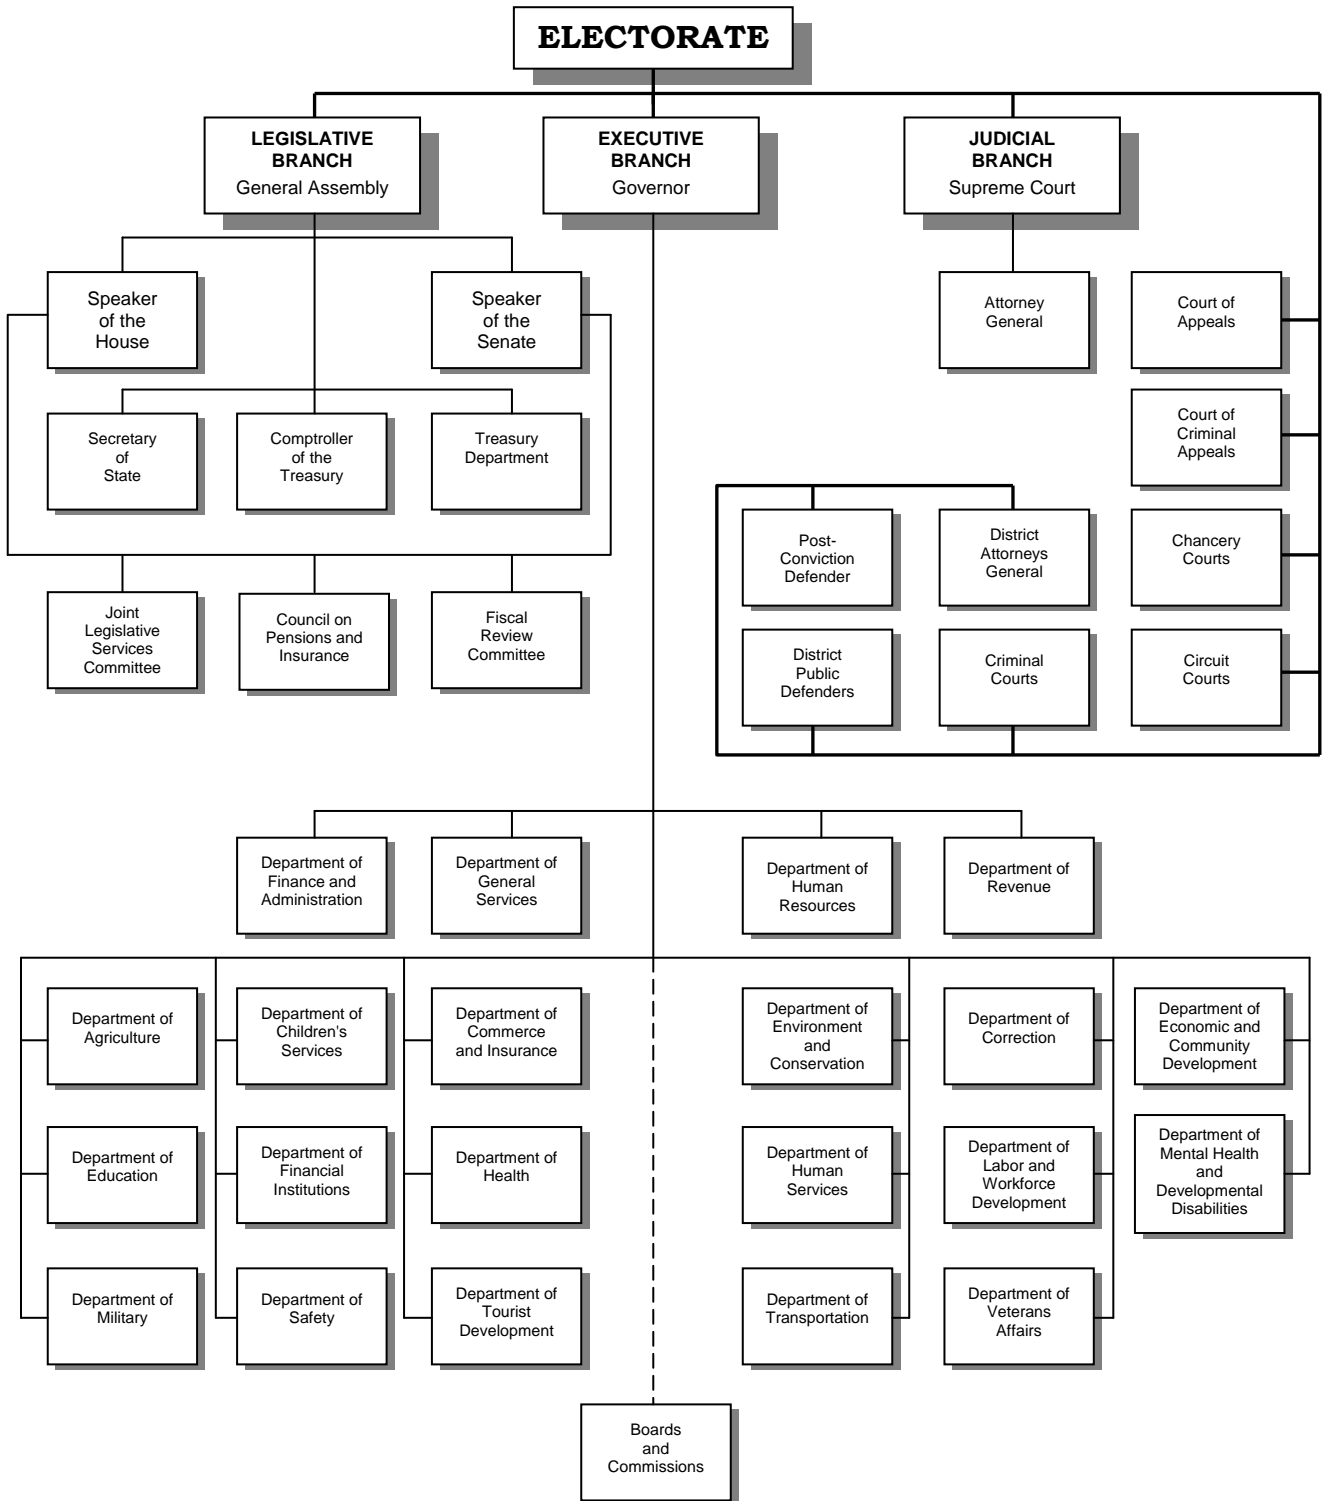 ELECTORATE
LEGISLATIVE
BRANCH
General Assembly
EXECUTIVE
BRANCH
Governor
JUDICIAL
BRANCH
Supreme Court
Speaker
of the
House
Speaker
of the
Senate
Attorney
General
Court of
Appeals
Secretary
of
State
Comptroller
of the
Treasury
Treasury
Department
Court of
Criminal
Appeals
Post-
Conviction
Defender
District
Attorneys
General
Chancery
Courts
Joint
Legislative
Services
Committee
Council on
Pensions and
Insurance
Fiscal
Review
Committee
District
Public
Defenders
Criminal
Courts
Circuit
Courts
Department of
Finance and
Administration
Department of
General
Services
Department of
Human
Resources
Department of
Revenue
Department of
Agriculture
Department of
Children's
Services
Department of
Commerce
and Insurance
Department of
Environment
and
Conservation
Department of
Correction
Department of
Economic and
Community
Development
Department of
Education
Department of
Financial
Institutions
Department of
Health
Department of
Human
Services
Department of
Labor and
Workforce
Development
Department of
Mental Health
and
Developmental
Disabilities
Department of
Military
Department of
Safety
Department of
Tourist
Development
Department of
Transportation
Department of
Veterans
Affairs
Boards
and
Commissions